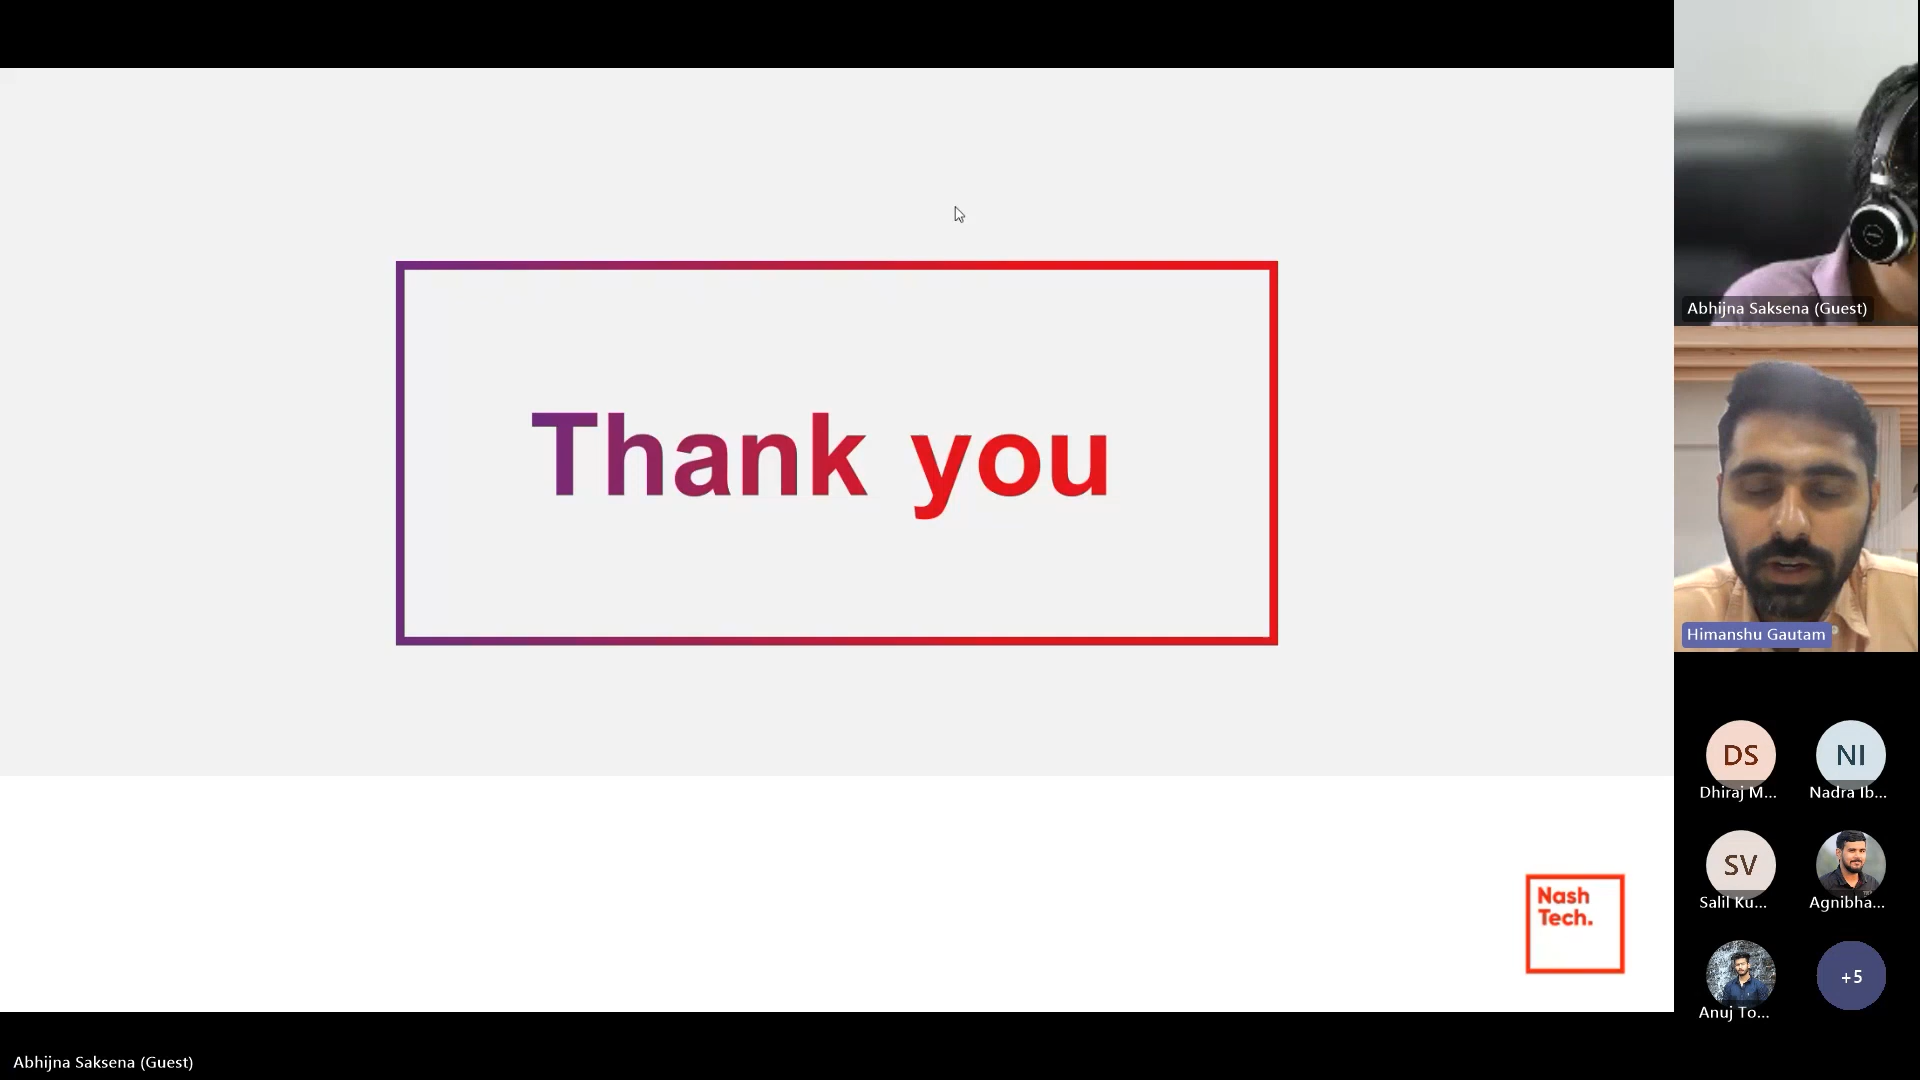 Thank you
Nash
Tech.
Abhijna Saksena (Guest)
Himanshu Gautam
DS
NI
Dhiraj M...
Nadra Ib...
SV
Salil Ku...
Agnibha...
+5
Anuj To...
Abhijna Saksena (Guest)